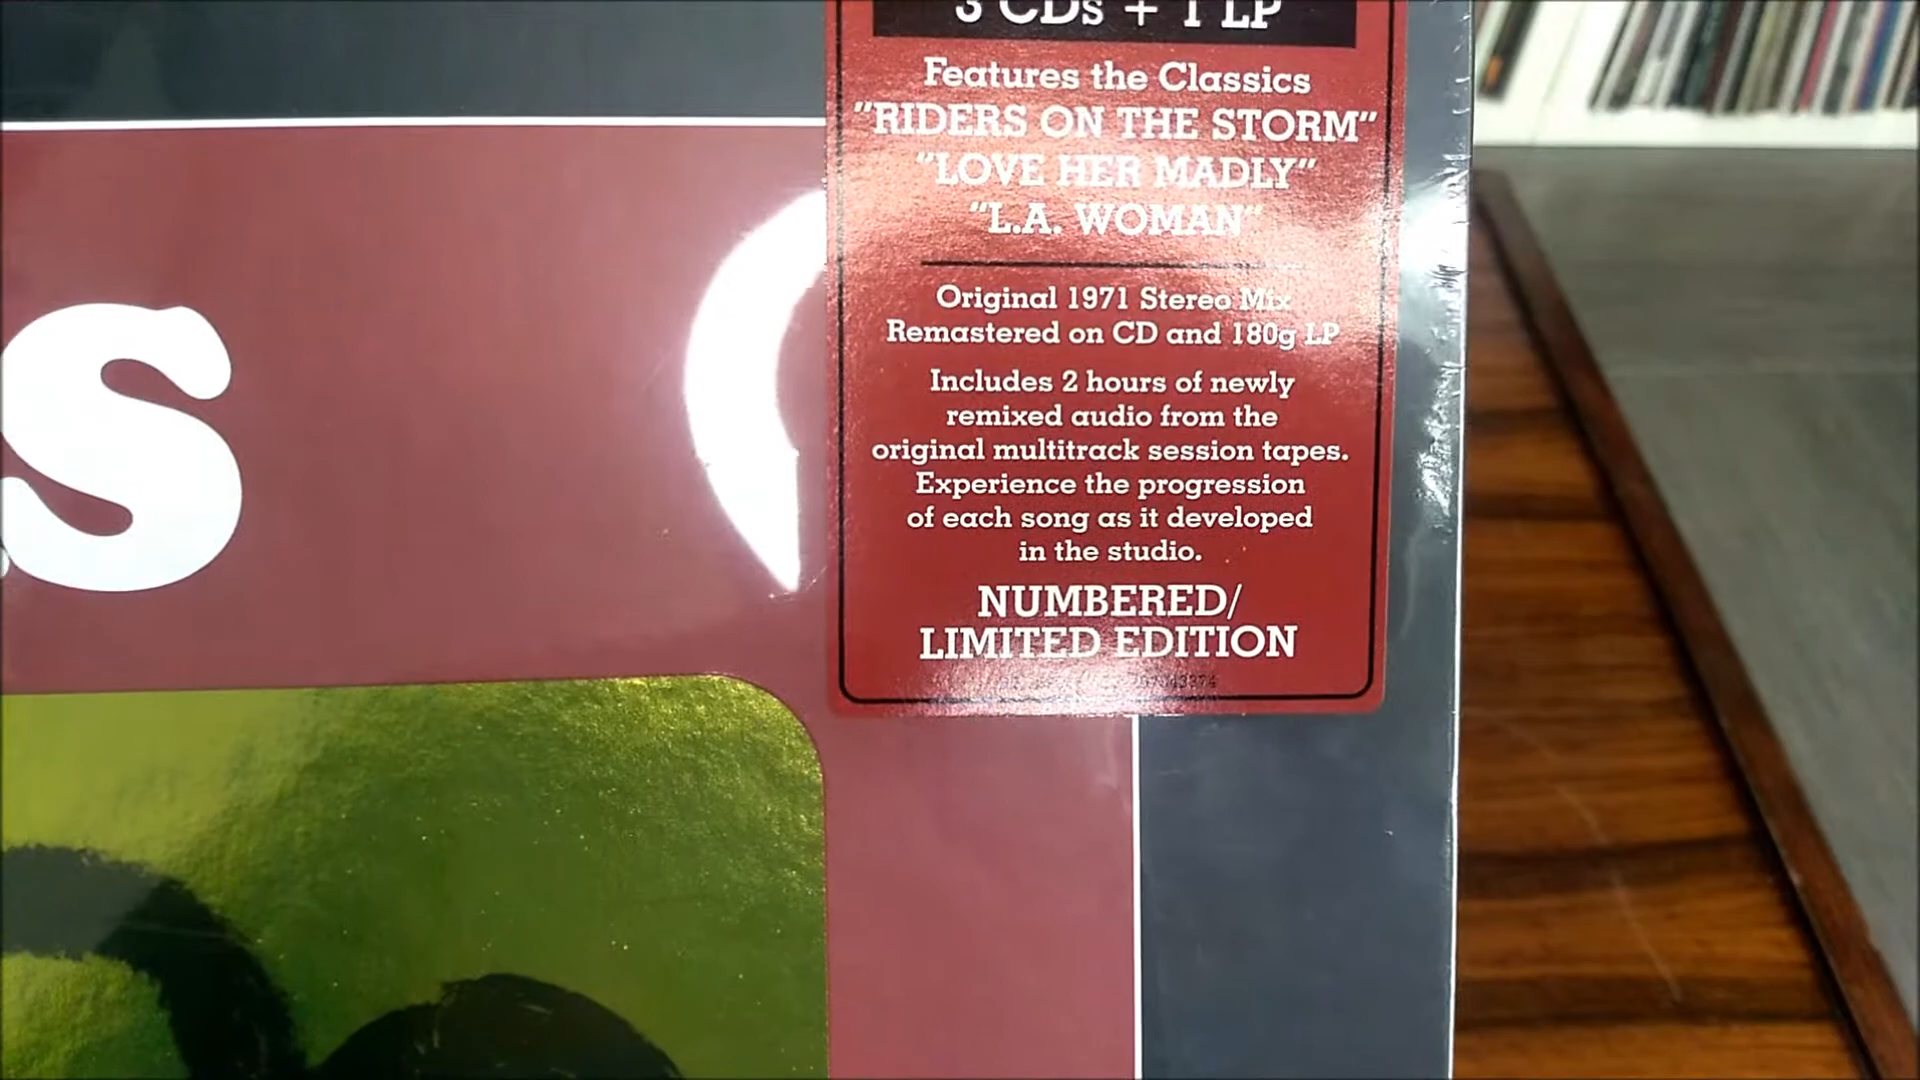 3 CDs + 1 LP
Features the Classics
"RIDERS ON THE STORM"
"LOVE HER MADLY"
"L.A. WOMAN"
Original 1971 Stereo Mix
Remastered on CD and 180g LP
Includes 2 hours of newly
remixed audio from the
original multitrack session tapes.
Experience the progression
of each song as it developed
in the studio.
NUMBERED/
LIMITED EDITION
S